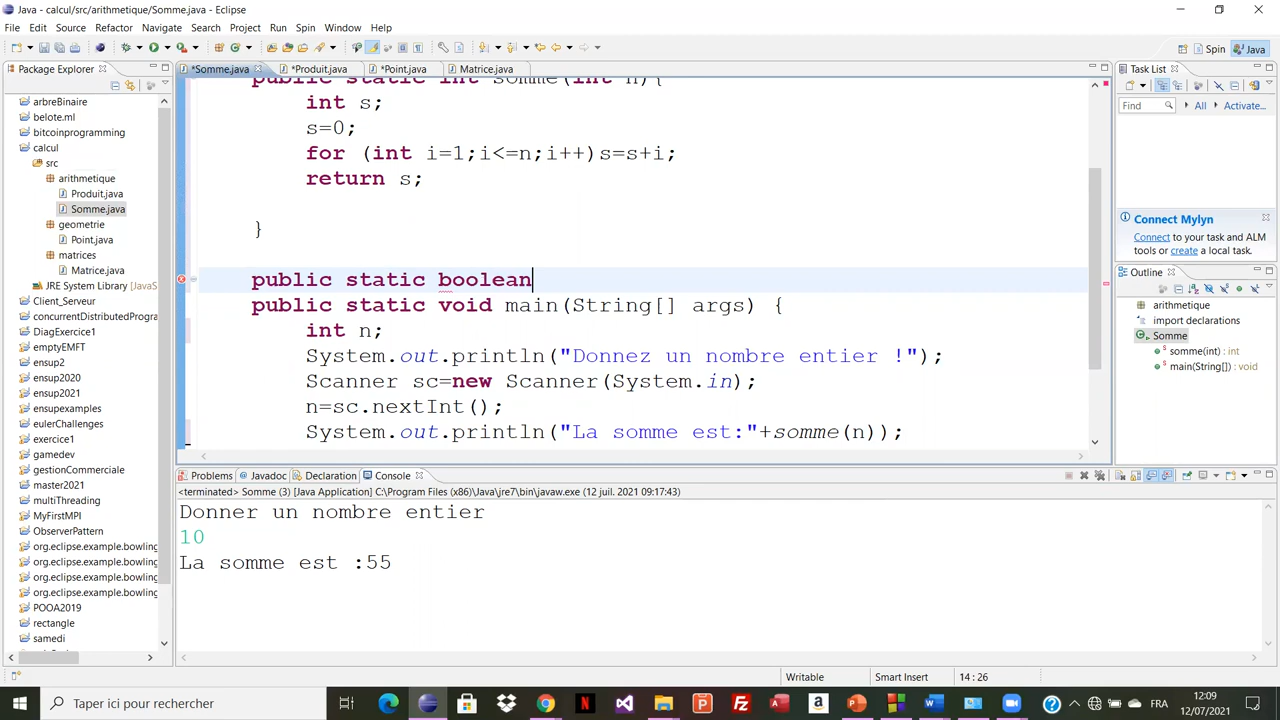 Java - calcul/src/arithmetique/Somme.java - Eclipse
File Edit Source Refactor Navigate Search Project Run Spin Window Help
Spin Java
Package Explorer
*Somme.java *Produit.java *Point.java Matrice.java
Task List
arbreBinaire
belote.ml
bitcoinprogramming
calcul
src
arithmetique
Produit.java
Somme.java
geometrie
Point.java
matrices
Matrice.java
JRE System Library [JavaS
Client_Serveur
concurrentDistributedProgra
DiagExercice1
emptyEMFT
ensup2
ensup2020
ensup2021
ensupexamples
eulerChallenges
exercice1
gamedev
gestionCommerciale
master2021
multiThreading
MyFirstMPI
ObserverPattern
org.eclipse.example.bowling
org.eclipse.example.bowling
org.eclipse.example.bowling
org.eclipse.example.bowling
POOA2019
rectangle
samedi
public static int somme(int n){
int s;
s=0;
for (int i=1;i<=n;i++)s=s+i;
return s;
}
public static boolean
public static void main(String[] args) {
int n;
System.out.println("Donnez un nombre entier !");
Scanner sc=new Scanner(System.in);
n=sc.nextInt();
System.out.println("La somme est:"+somme(n));
Find All Activate...
Connect Mylyn
Connect to your task and ALM
tools or create a local task.
Outline
arithmetique
import declarations
Somme
somme(int) : int
main(String[]) : void
Problems @ Javadoc Declaration Console
<terminated> Somme (3) [Java Application] C:\Program Files (x86)\Java\jre7\bin\javaw.exe (12 juil. 2021 09:17:43)
Donner un nombre entier
10
La somme est :55
Writable Smart Insert 14 : 26
Taper ici pour rechercher
FRA
12:09
12/07/2021